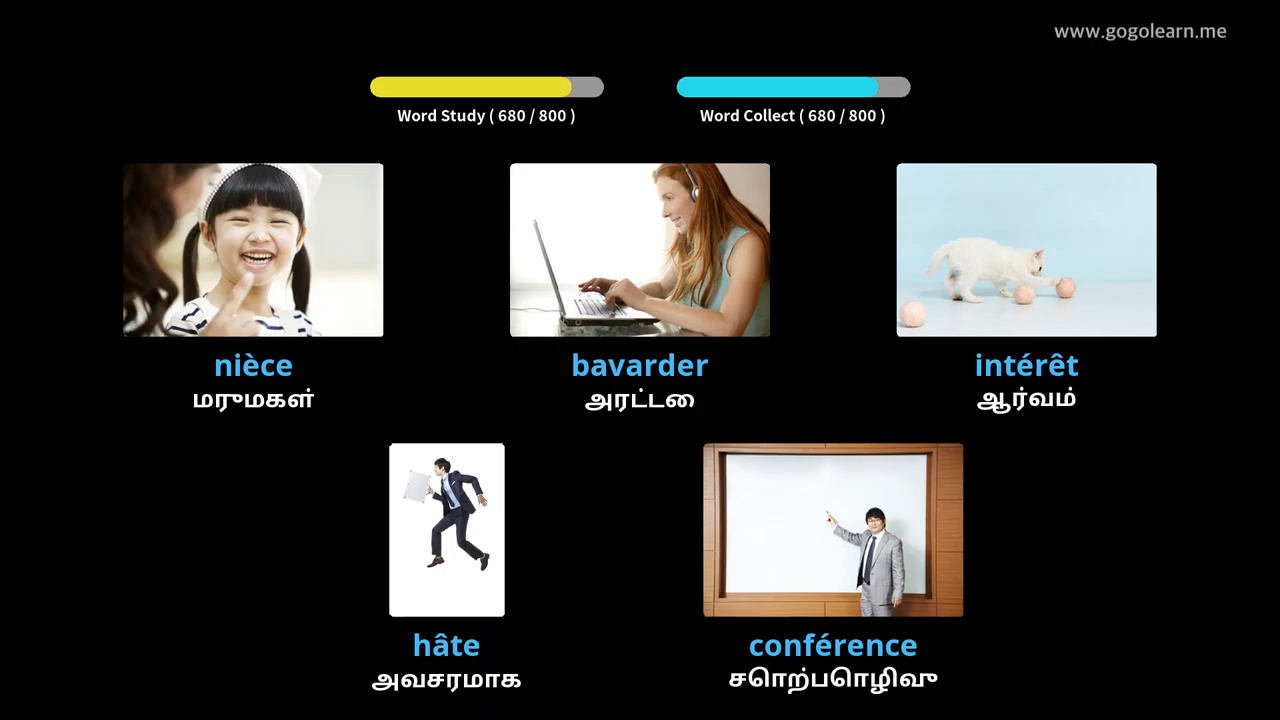 www.gogolearn.me
Word Study ( 680 / 800 )
Word Collect ( 680 / 800 )
nièce
மருமகள்
bavarder
அரட்டை
intérêt
ஆர்வம்
hâte
அவசரமாக
conférence
சொற்பொழிவு